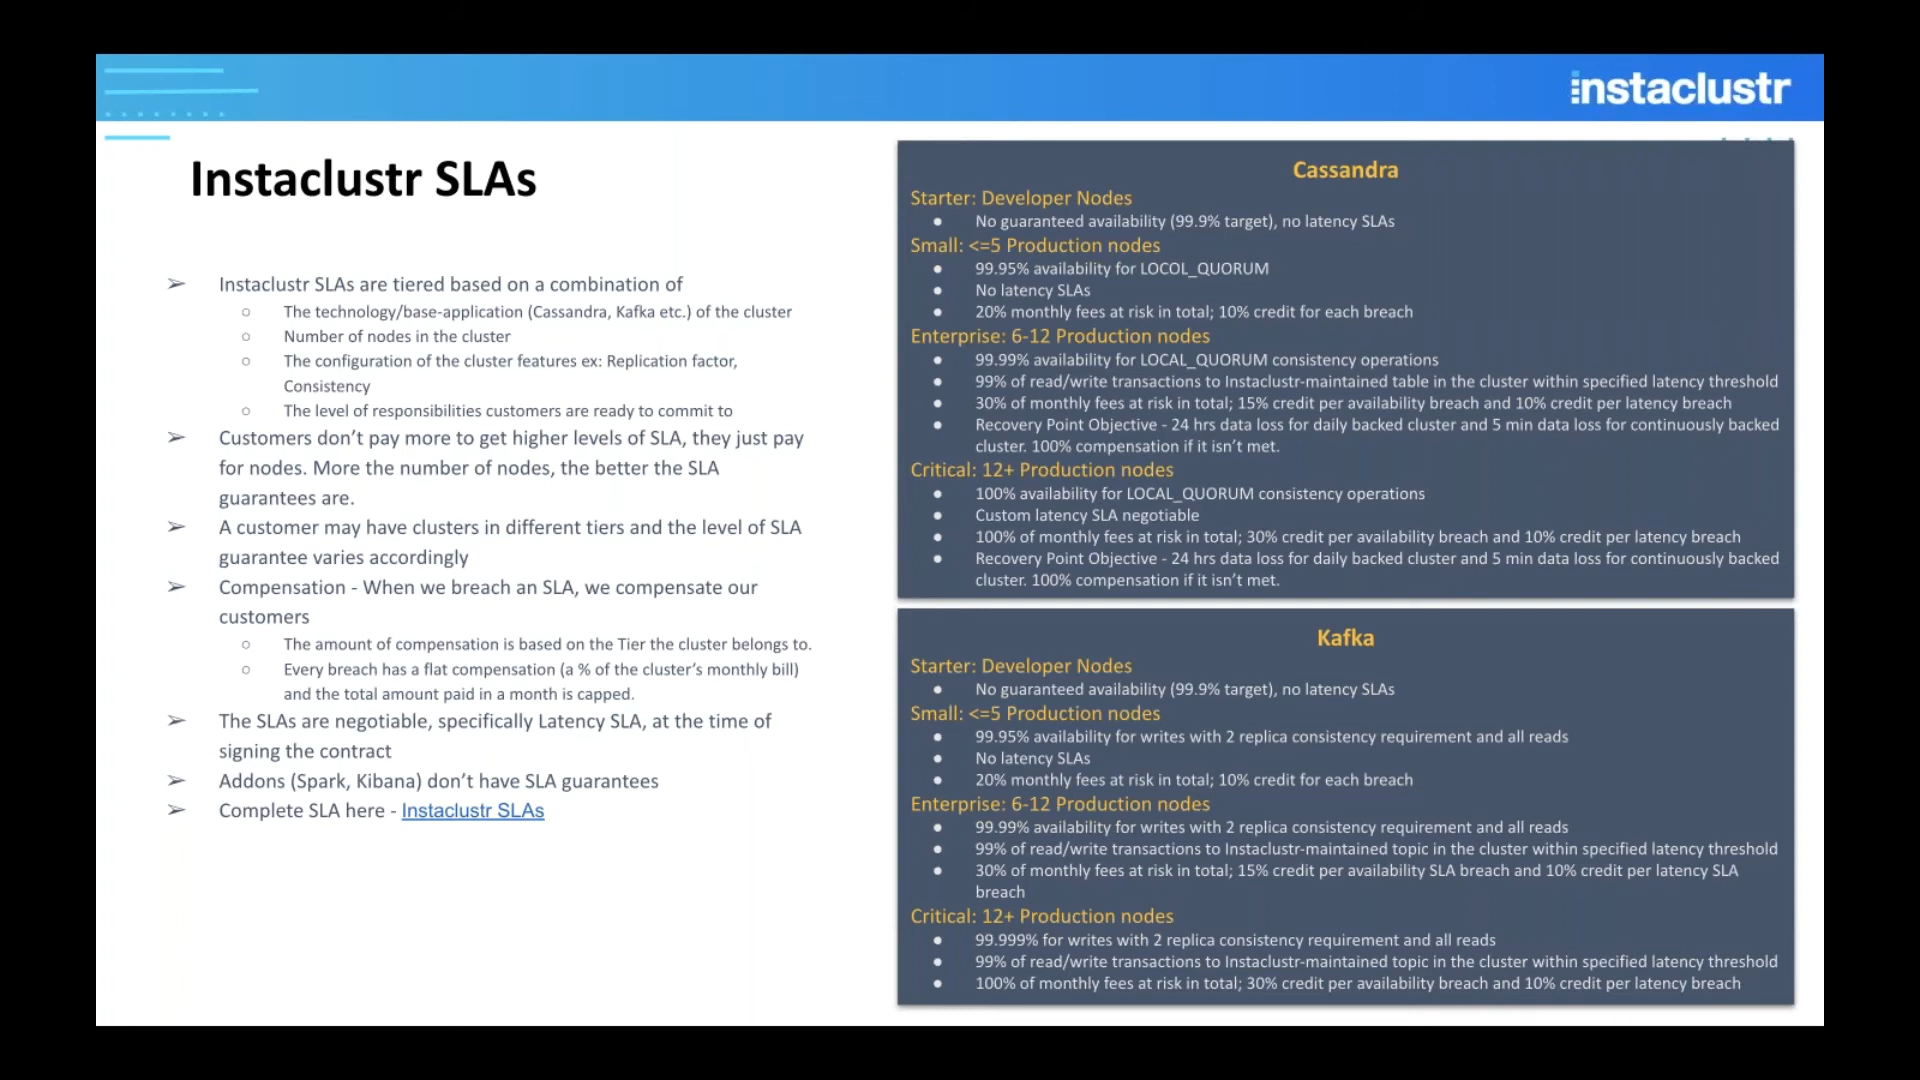 instaclustr
Instaclustr SLAs
➢ Instaclustr SLAs are tiered based on a combination of
○ The technology/base-application (Cassandra, Kafka etc.) of the cluster
○ Number of nodes in the cluster
○ The configuration of the cluster features ex: Replication factor,
Consistency
○ The level of responsibilities customers are ready to commit to
➢ Customers don’t pay more to get higher levels of SLA, they just pay
for nodes. More the number of nodes, the better the SLA
guarantees are.
➢ A customer may have clusters in different tiers and the level of SLA
guarantee varies accordingly
➢ Compensation - When we breach an SLA, we compensate our
customers
○ The amount of compensation is based on the Tier the cluster belongs to.
○ Every breach has a flat compensation (a % of the cluster’s monthly bill)
and the total amount paid in a month is capped.
➢ The SLAs are negotiable, specifically Latency SLA, at the time of
signing the contract
➢ Addons (Spark, Kibana) don’t have SLA guarantees
➢ Complete SLA here - Instaclustr SLAs
Cassandra
Starter: Developer Nodes
● No guaranteed availability (99.9% target), no latency SLAs
Small: <=5 Production nodes
● 99.95% availability for LOCOL_QUORUM
● No latency SLAs
● 20% monthly fees at risk in total; 10% credit for each breach
Enterprise: 6-12 Production nodes
● 99.99% availability for LOCAL_QUORUM consistency operations
● 99% of read/write transactions to Instaclustr-maintained table in the cluster within specified latency threshold
● 30% of monthly fees at risk in total; 15% credit per availability breach and 10% credit per latency breach
● Recovery Point Objective - 24 hrs data loss for daily backed cluster and 5 min data loss for continuously backed
cluster. 100% compensation if it isn’t met.
Critical: 12+ Production nodes
● 100% availability for LOCAL_QUORUM consistency operations
● Custom latency SLA negotiable
● 100% of monthly fees at risk in total; 30% credit per availability breach and 10% credit per latency breach
● Recovery Point Objective - 24 hrs data loss for daily backed cluster and 5 min data loss for continuously backed
cluster. 100% compensation if it isn’t met.
Kafka
Starter: Developer Nodes
● No guaranteed availability (99.9% target), no latency SLAs
Small: <=5 Production nodes
● 99.95% availability for writes with 2 replica consistency requirement and all reads
● No latency SLAs
● 20% monthly fees at risk in total; 10% credit for each breach
Enterprise: 6-12 Production nodes
● 99.99% availability for writes with 2 replica consistency requirement and all reads
● 99% of read/write transactions to Instaclustr-maintained topic in the cluster within specified latency threshold
● 30% of monthly fees at risk in total; 15% credit per availability SLA breach and 10% credit per latency SLA
breach
Critical: 12+ Production nodes
● 99.999% for writes with 2 replica consistency requirement and all reads
● 99% of read/write transactions to Instaclustr-maintained topic in the cluster within specified latency threshold
● 100% of monthly fees at risk in total; 30% credit per availability breach and 10% credit per latency breach